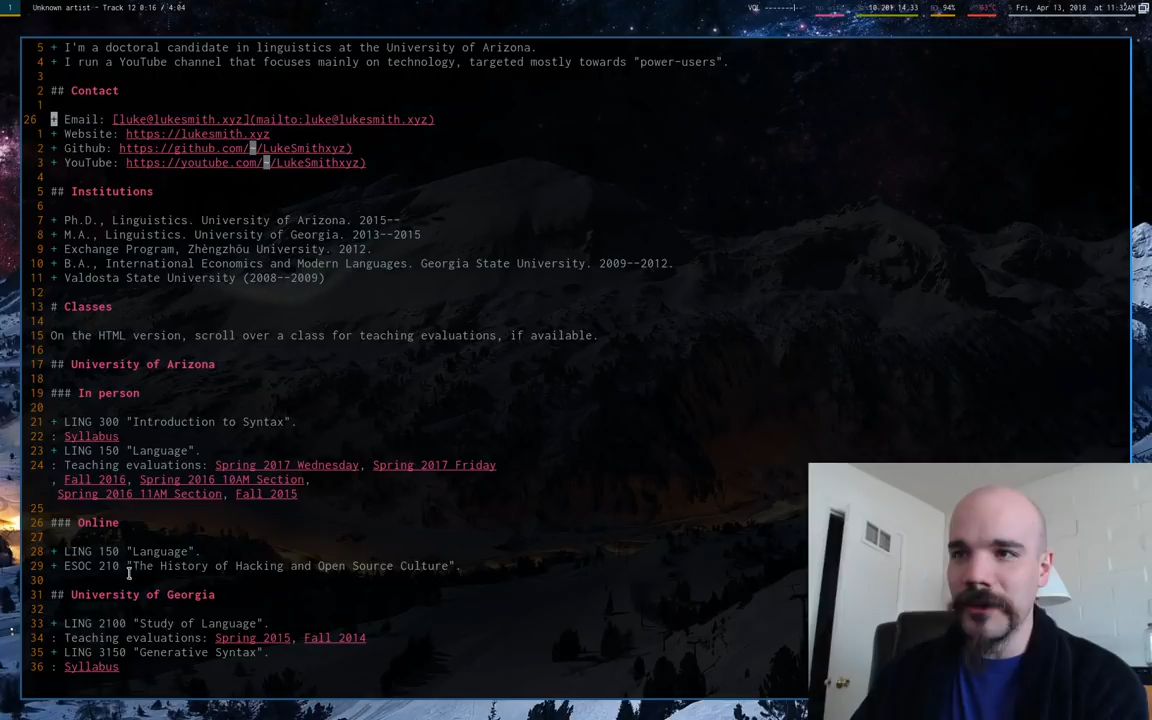 1 Unknown artist - Track 12 0:16 / 4:04 VOL 94% Fri, Apr 13, 2018 at 11:32AM
5 + I'm a doctoral candidate in linguistics at the University of Arizona.
4 + I run a YouTube channel that focuses mainly on technology, targeted mostly towards "power-users".
3
2 ## Contact
1
26 + Email: [luke@lukesmith.xyz](mailto:luke@lukesmith.xyz)
1 + Website: https://lukesmith.xyz
2 + Github: https://github.com/~/LukeSmithxyz)
3 + YouTube: https://youtube.com/~/LukeSmithxyz)
4
5 ## Institutions
6
7 + Ph.D., Linguistics. University of Arizona. 2015--
8 + M.A., Linguistics. University of Georgia. 2013--2015
9 + Exchange Program, Zhèngzhōu University. 2012.
10 + B.A., International Economics and Modern Languages. Georgia State University. 2009--2012.
11 + Valdosta State University (2008--2009)
12
13 # Classes
14
15 On the HTML version, scroll over a class for teaching evaluations, if available.
16
17 ## University of Arizona
18
19 ### In person
20
21 + LING 300 "Introduction to Syntax".
22 : Syllabus
23 + LING 150 "Language".
24 : Teaching evaluations: Spring 2017 Wednesday, Spring 2017 Friday
, Fall 2016, Spring 2016 10AM Section,
Spring 2016 11AM Section, Fall 2015
25
26 ### Online
27
28 + LING 150 "Language".
29 + ESOC 210 "The History of Hacking and Open Source Culture".
30
31 ## University of Georgia
32
33 + LING 2100 "Study of Language".
34 : Teaching evaluations: Spring 2015, Fall 2014
35 + LING 3150 "Generative Syntax".
36 : Syllabus